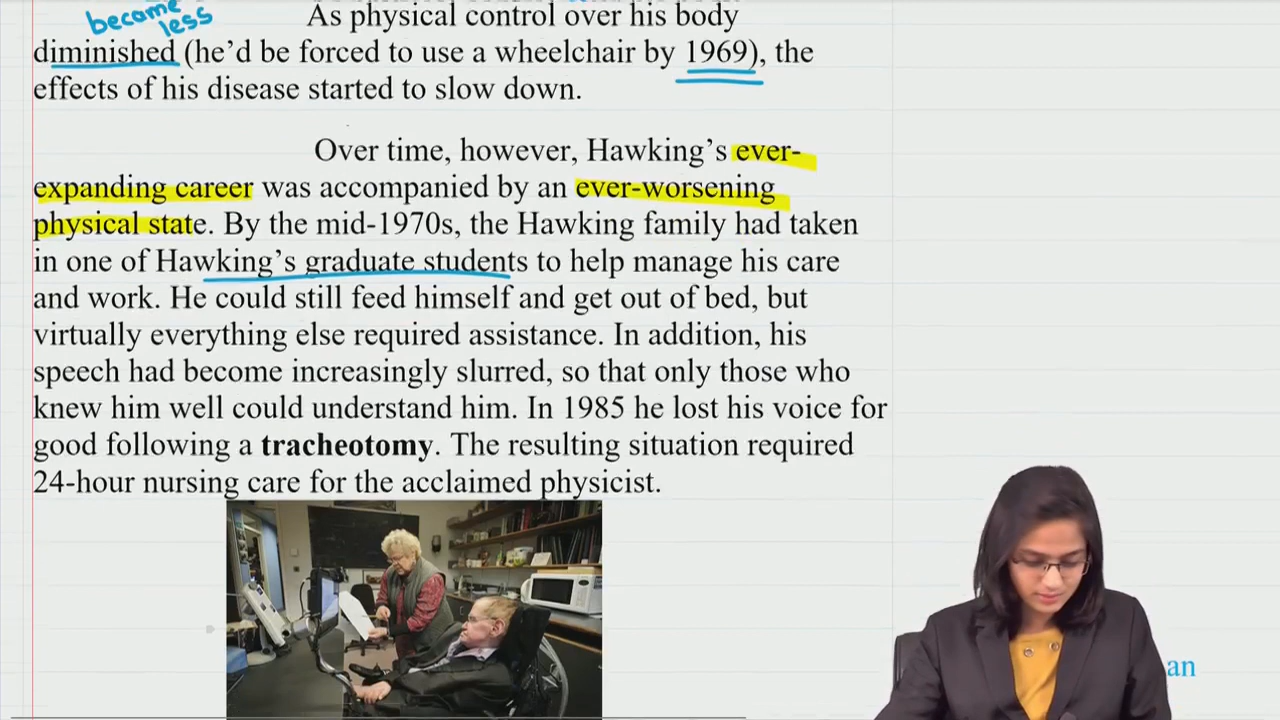 become
less
As physical control over his body
diminished (he’d be forced to use a wheelchair by 1969), the
effects of his disease started to slow down.
Over time, however, Hawking’s ever-
expanding career was accompanied by an ever-worsening
physical state. By the mid-1970s, the Hawking family had taken
in one of Hawking’s graduate students to help manage his care
and work. He could still feed himself and get out of bed, but
virtually everything else required assistance. In addition, his
speech had become increasingly slurred, so that only those who
knew him well could understand him. In 1985 he lost his voice for
good following a tracheotomy. The resulting situation required
24-hour nursing care for the acclaimed physicist.
an